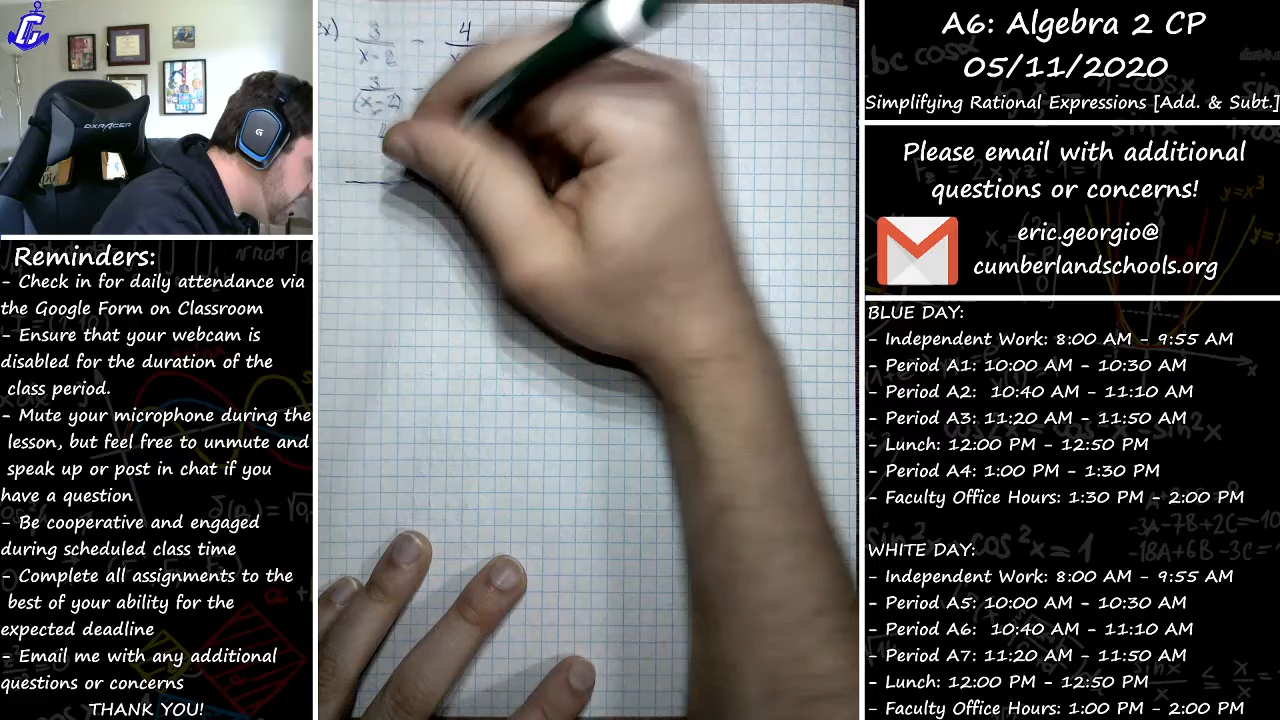 C
DXRACER
G
Reminders:
- Check in for daily attendance via
the Google Form on Classroom
- Ensure that your webcam is
disabled for the duration of the
class period.
- Mute your microphone during the
lesson, but feel free to unmute and
speak up or post in chat if you
have a question
- Be cooperative and engaged
during scheduled class time
- Complete all assignments to the
best of your ability for the
expected deadline
- Email me with any additional
questions or concerns
THANK YOU!
3 - 4
x-2
3
(x-2)
A6: Algebra 2 CP
05/11/2020
Simplifying Rational Expressions [Add. & Subt.]
Please email with additional
questions or concerns!
eric.georgio@
cumberlandschools.org
BLUE DAY:
- Independent Work: 8:00 AM - 9:55 AM
- Period A1: 10:00 AM - 10:30 AM
- Period A2: 10:40 AM - 11:10 AM
- Period A3: 11:20 AM - 11:50 AM
- Lunch: 12:00 PM - 12:50 PM
- Period A4: 1:00 PM - 1:30 PM
- Faculty Office Hours: 1:30 PM - 2:00 PM
WHITE DAY:
- Independent Work: 8:00 AM - 9:55 AM
- Period A5: 10:00 AM - 10:30 AM
- Period A6: 10:40 AM - 11:10 AM
- Period A7: 11:20 AM - 11:50 AM
- Lunch: 12:00 PM - 12:50 PM
- Faculty Office Hours: 1:00 PM - 2:00 PM